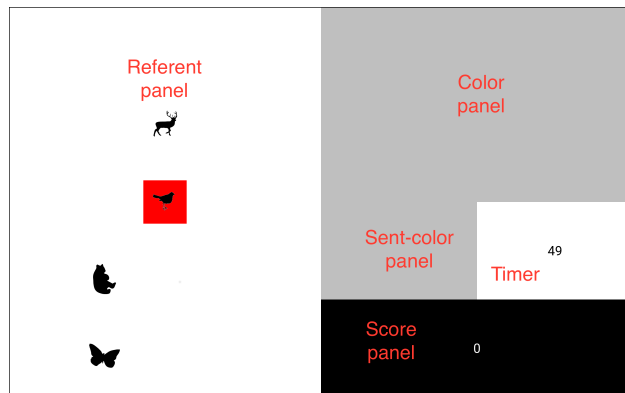 Referent
panel
Color
panel
Sent-color
panel
49
Timer
Score
panel
0